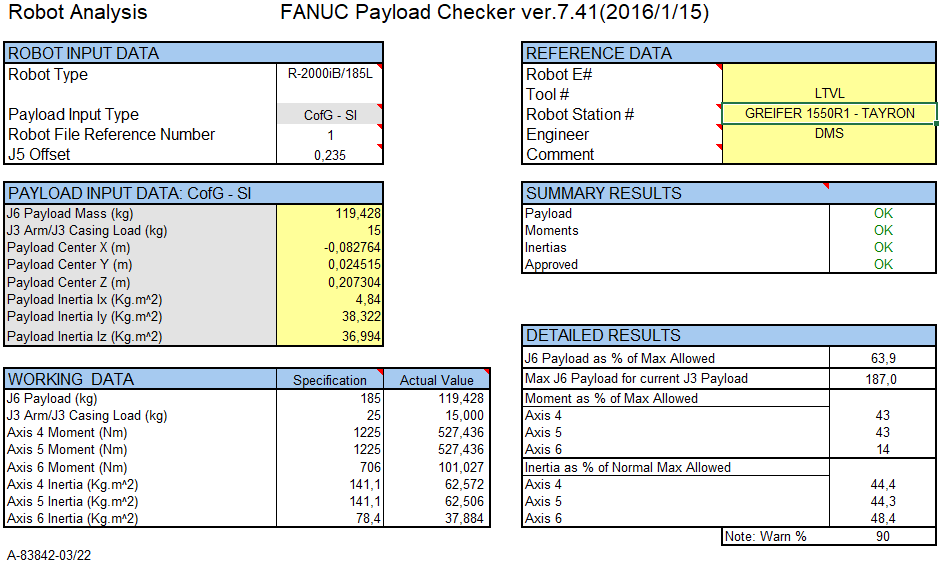 Robot Analysis FANUC Payload Checker ver.7.41(2016/1/15)
ROBOT INPUT DATA
Robot Type R-2000iB/185L
Payload Input Type CofG - SI
Robot File Reference Number 1
J5 Offset 0,235
REFERENCE DATA
Robot E#
Tool # LTVL
Robot Station # GREIFER 1550R1 - TAYRON
Engineer DMS
Comment
PAYLOAD INPUT DATA: CofG - SI
J6 Payload Mass (kg) 119,428
J3 Arm/J3 Casing Load (kg) 15
Payload Center X (m) -0,082764
Payload Center Y (m) 0,024515
Payload Center Z (m) 0,207304
Payload Inertia Ix (Kg.m^2) 4,84
Payload Inertia Iy (Kg.m^2) 38,322
Payload Inertia Iz (Kg.m^2) 36,994
SUMMARY RESULTS
Payload OK
Moments OK
Inertias OK
Approved OK
WORKING DATA Specification Actual Value
J6 Payload (kg) 185 119,428
J3 Arm/J3 Casing Load (kg) 25 15,000
Axis 4 Moment (Nm) 1225 527,436
Axis 5 Moment (Nm) 1225 527,436
Axis 6 Moment (Nm) 706 101,027
Axis 4 Inertia (Kg.m^2) 141,1 62,572
Axis 5 Inertia (Kg.m^2) 141,1 62,506
Axis 6 Inertia (Kg.m^2) 78,4 37,884
DETAILED RESULTS
J6 Payload as % of Max Allowed 63,9
Max J6 Payload for current J3 Payload 187,0
Moment as % of Max Allowed
Axis 4 43
Axis 5 43
Axis 6 14
Inertia as % of Normal Max Allowed
Axis 4 44,4
Axis 5 44,3
Axis 6 48,4
Note: Warn % 90
A-83842-03/22